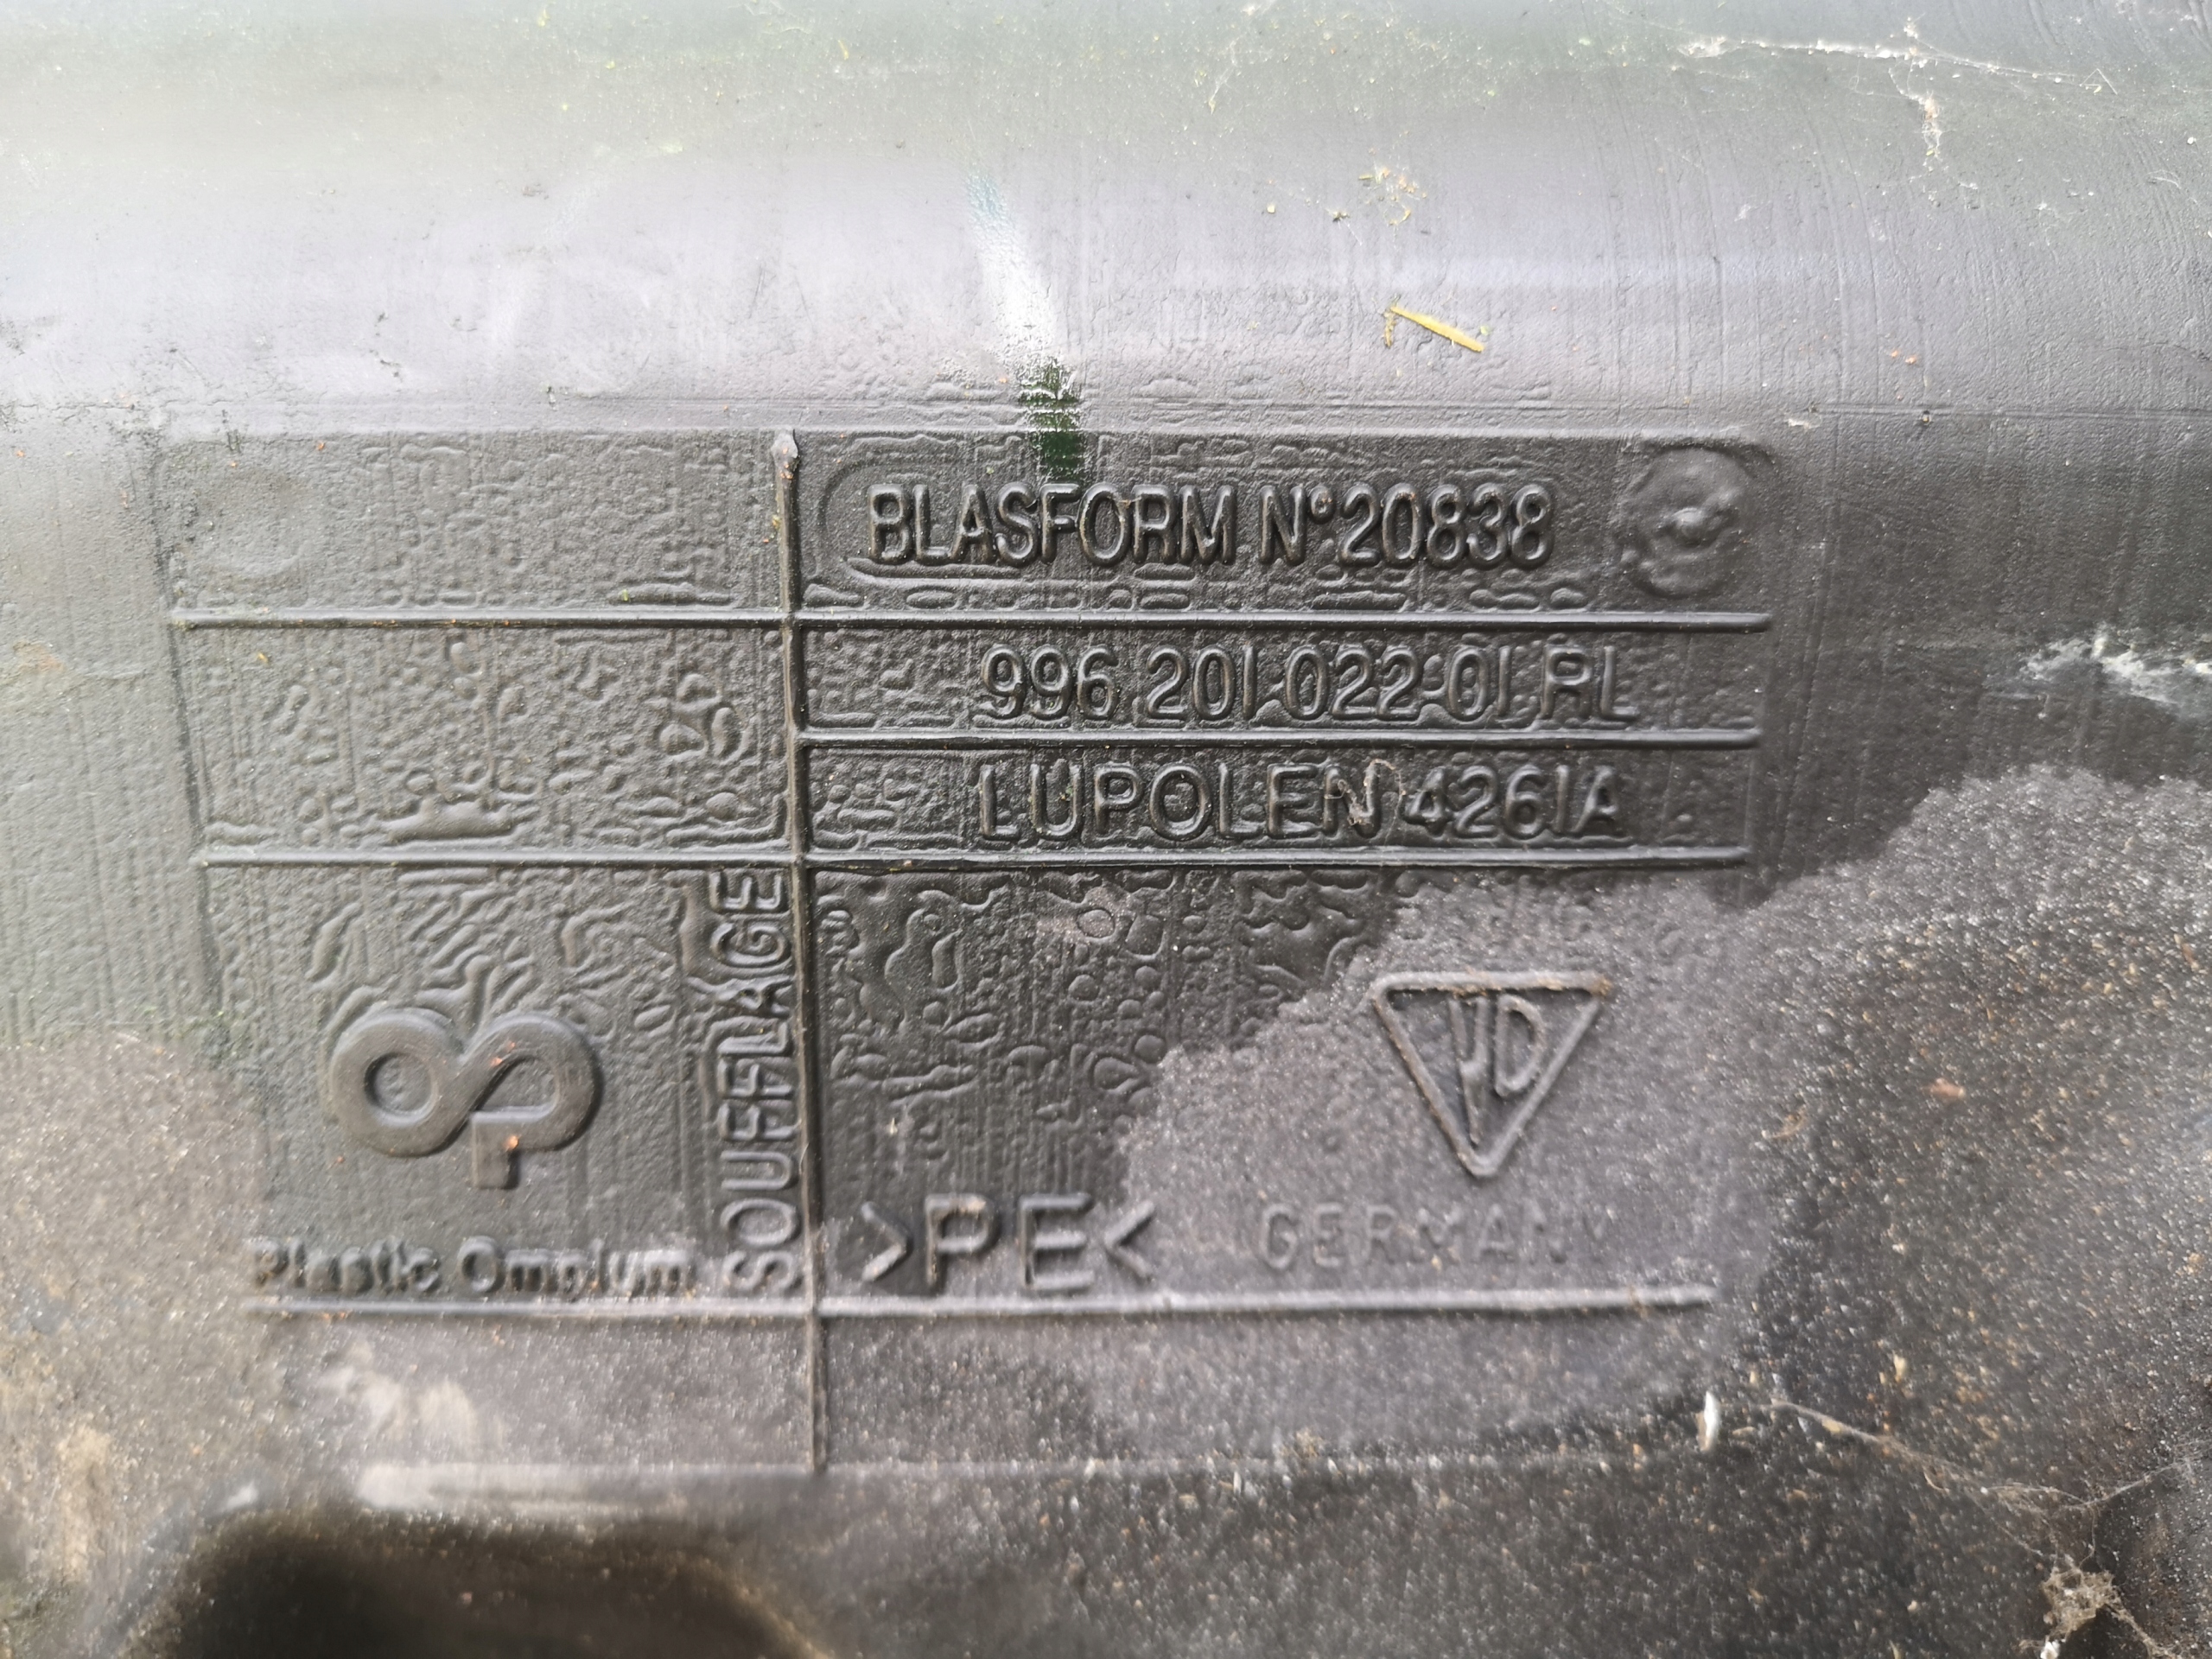 BLASFORM N° 20838
996 201 022 01 RL
LUPOLEN 4261A
SOUFFLAGE
Plastic Omnium
>PE<
GERMANY